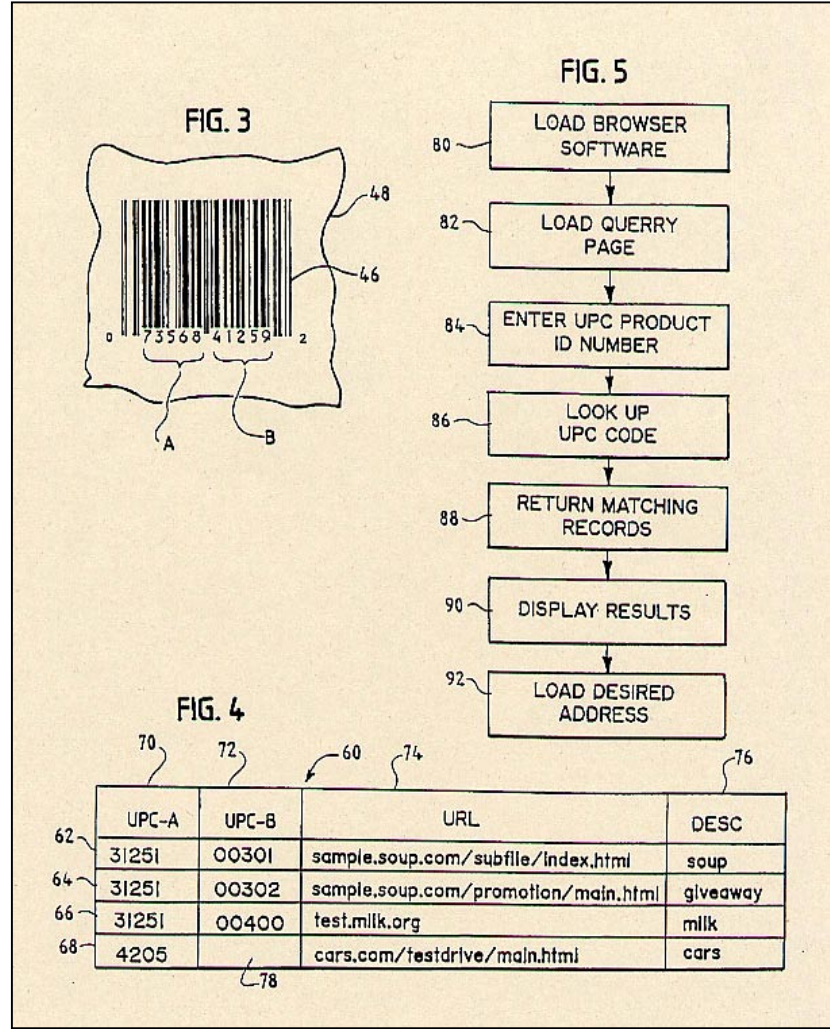 FIG. 3
48
46
0 73568 41259 2
A
B
FIG. 5
80
LOAD BROWSER
SOFTWARE
82
LOAD QUERRY
PAGE
84
ENTER UPC PRODUCT
ID NUMBER
86
LOOK UP
UPC CODE
88
RETURN MATCHING
RECORDS
90
DISPLAY RESULTS
92
LOAD DESIRED
ADDRESS
FIG. 4
70
72
60
74
76
UPC-A UPC-B URL DESC
62
31251 00301 sample.soup.com/subfile/index.html soup
64
31251 00302 sample.soup.com/promotion/main.html giveaway
66
31251 00400 test.milk.org milk
68
4205 cars.com/testdrive/main.html cars
78